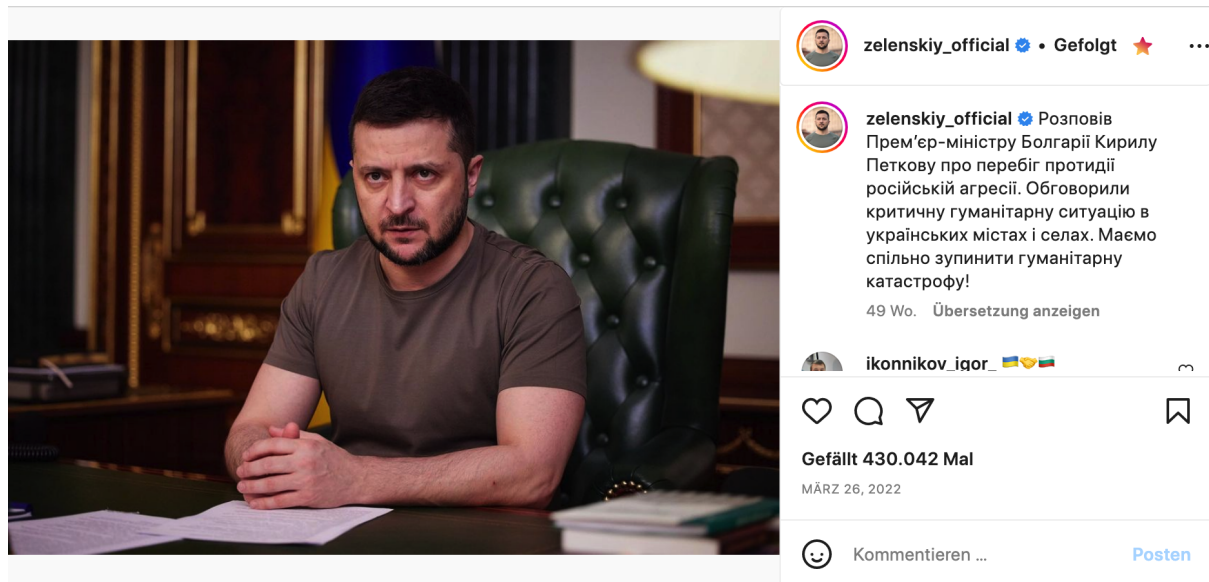 zelenskiy_official • Gefolgt
zelenskiy_official Розповів
Прем’єр-міністру Болгарії Кирилу
Петкову про перебіг протидії
російській агресії. Обговорили
критичну гуманітарну ситуацію в
українських містах і селах. Маємо
спільно зупинити гуманітарну
катастрофу!
49 Wo. Übersetzung anzeigen
ikonnikov_igor_ 🇺🇦🤝🇧🇬
Gefällt 430.042 Mal
MÄRZ 26, 2022
Kommentieren ...
Posten